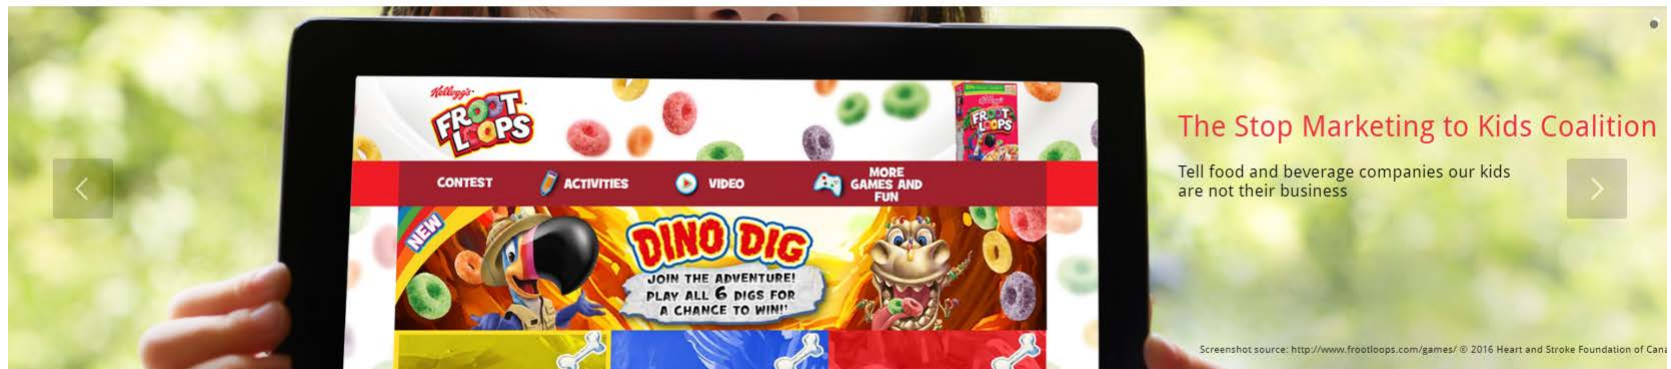 Kellogg's
FROOT
LOOPS
Kellogg's
FROOT
LOOPS
CONTEST
ACTIVITIES
VIDEO
MORE
GAMES AND
FUN
NEW
DINO DIG
JOIN THE ADVENTURE!
PLAY ALL 6 DIGS FOR
A CHANCE TO WIN!†
The Stop Marketing to Kids Coalition
Tell food and beverage companies our kids
are not their business
Screenshot source: http://www.frootloops.com/games/ © 2016 Heart and Stroke Foundation of Cana